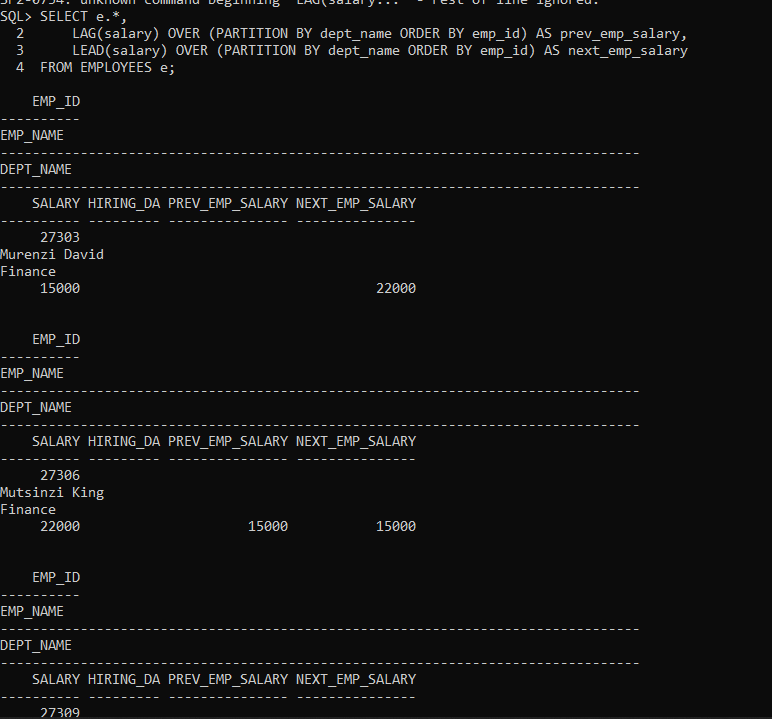 SP2-0734: unknown command beginning "LAG(salary..." - rest of line ignored.
SQL> SELECT e.*,
  2      LAG(salary) OVER (PARTITION BY dept_name ORDER BY emp_id) AS prev_emp_salary,
  3      LEAD(salary) OVER (PARTITION BY dept_name ORDER BY emp_id) AS next_emp_salary
  4  FROM EMPLOYEES e;
    EMP_ID
----------
EMP_NAME
--------------------------------------------------------------------------------
DEPT_NAME
--------------------------------------------------------------------------------
    SALARY HIRING_DA PREV_EMP_SALARY NEXT_EMP_SALARY
---------- --------- --------------- ---------------
     27303
Murenzi David
Finance
     15000                                     22000
    EMP_ID
----------
EMP_NAME
--------------------------------------------------------------------------------
DEPT_NAME
--------------------------------------------------------------------------------
    SALARY HIRING_DA PREV_EMP_SALARY NEXT_EMP_SALARY
---------- --------- --------------- ---------------
     27306
Mutsinzi King
Finance
     22000                     15000           15000
    EMP_ID
----------
EMP_NAME
--------------------------------------------------------------------------------
DEPT_NAME
--------------------------------------------------------------------------------
    SALARY HIRING_DA PREV_EMP_SALARY NEXT_EMP_SALARY
---------- --------- --------------- ---------------
     27309